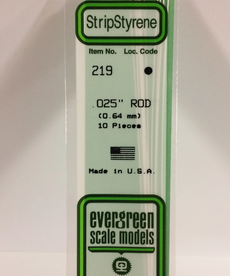 StripStyrene
Item No. Loc. Code
219 ●
.025" ROD
(0.64 mm)
10 Pieces
Made in U.S.A.
evergreen
scale models